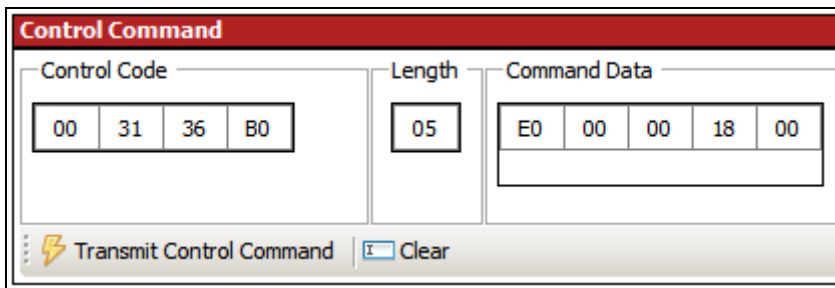 Control Command
Control Code Length Command Data
00 31 36 B0 05 E0 00 00 18 00
Transmit Control Command Clear